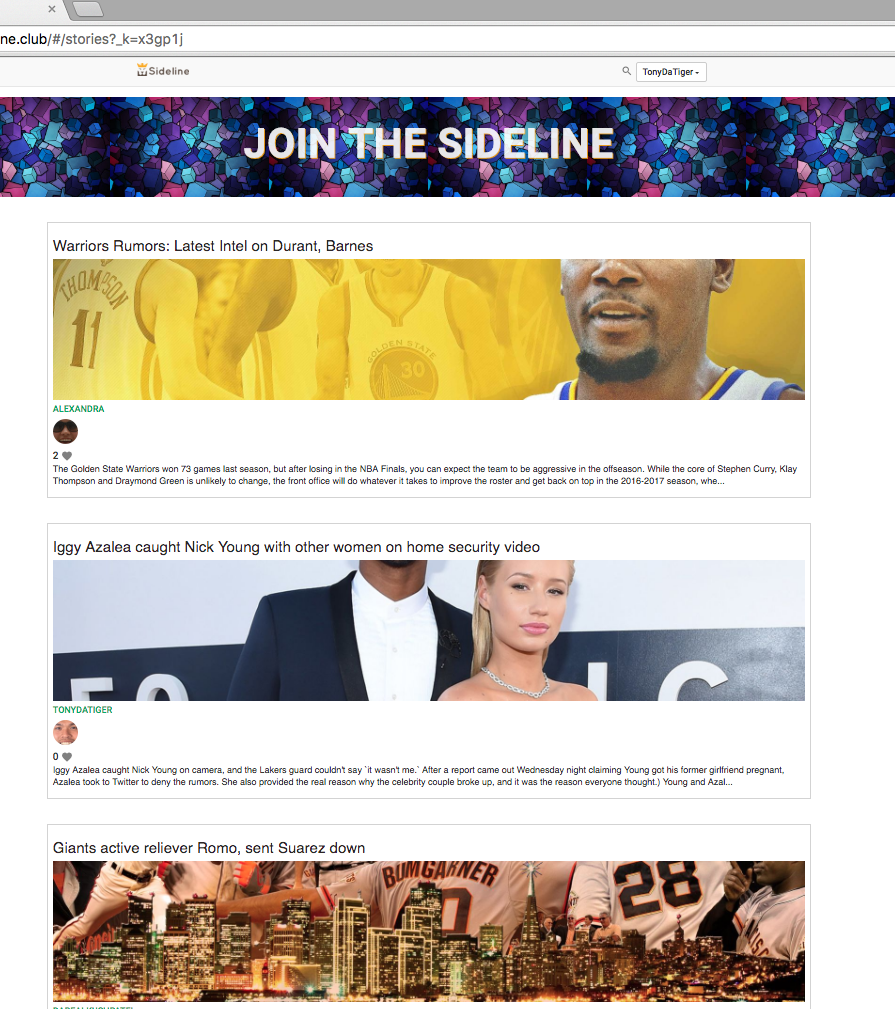 ne.club/#/stories?_k=x3gp1j
Sideline
TonyDaTiger
JOIN THE SIDELINE
Warriors Rumors: Latest Intel on Durant, Barnes
THOMPSON
11
GOLDEN STATE
30
ALEXANDRA
2
The Golden State Warriors won 73 games last season, but after losing in the NBA Finals, you can expect the team to be aggressive in the offseason. While the core of Stephen Curry, Klay
Thompson and Draymond Green is unlikely to change, the front office will do whatever it takes to improve the roster and get back on top in the 2016-2017 season, whe...
Iggy Azalea caught Nick Young with other women on home security video
TONYDATIGER
0
Iggy Azalea caught Nick Young on camera, and the Lakers guard couldn't say `it wasn't me.` After a report came out Wednesday night claiming Young got his former girlfriend pregnant,
Azalea took to Twitter to deny the rumors. She also provided the real reason why the celebrity couple broke up, and it was the reason everyone thought.) Young and Azal...
Giants active reliever Romo, sent Suarez down
BUMGARNER
28